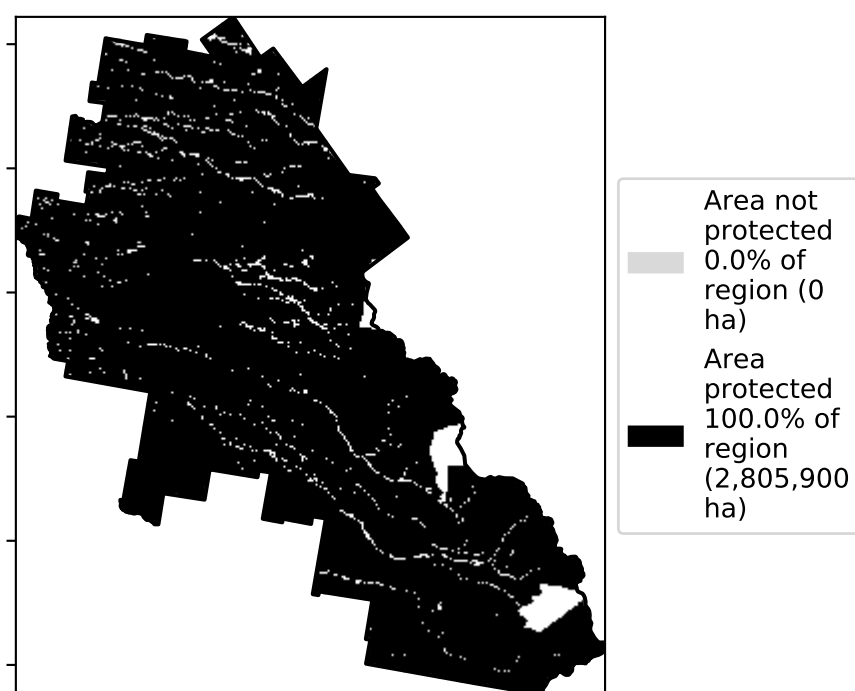 Area not
protected
0.0% of
region (0
ha)
Area
protected
100.0% of
region
(2,805,900
ha)